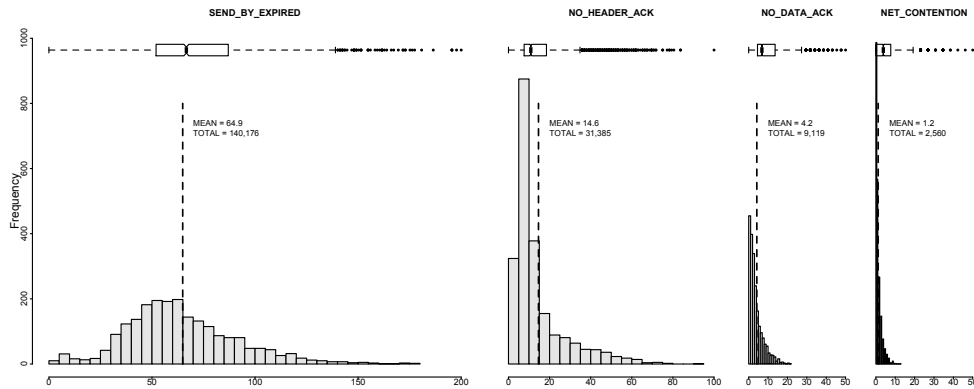 SEND_BY_EXPIRED NO_HEADER_ACK NO_DATA_ACK NET_CONTENTION
1000
800
MEAN = 64.9 MEAN = 14.6 MEAN = 4.2 MEAN = 1.2
TOTAL = 140,176 TOTAL = 31,385 TOTAL = 9,119 TOTAL = 2,560
600
Frequency
400
200
0
0 50 100 150 200 0 20 40 60 80 100 0 10 20 30 40 50 0 10 20 30 40 50